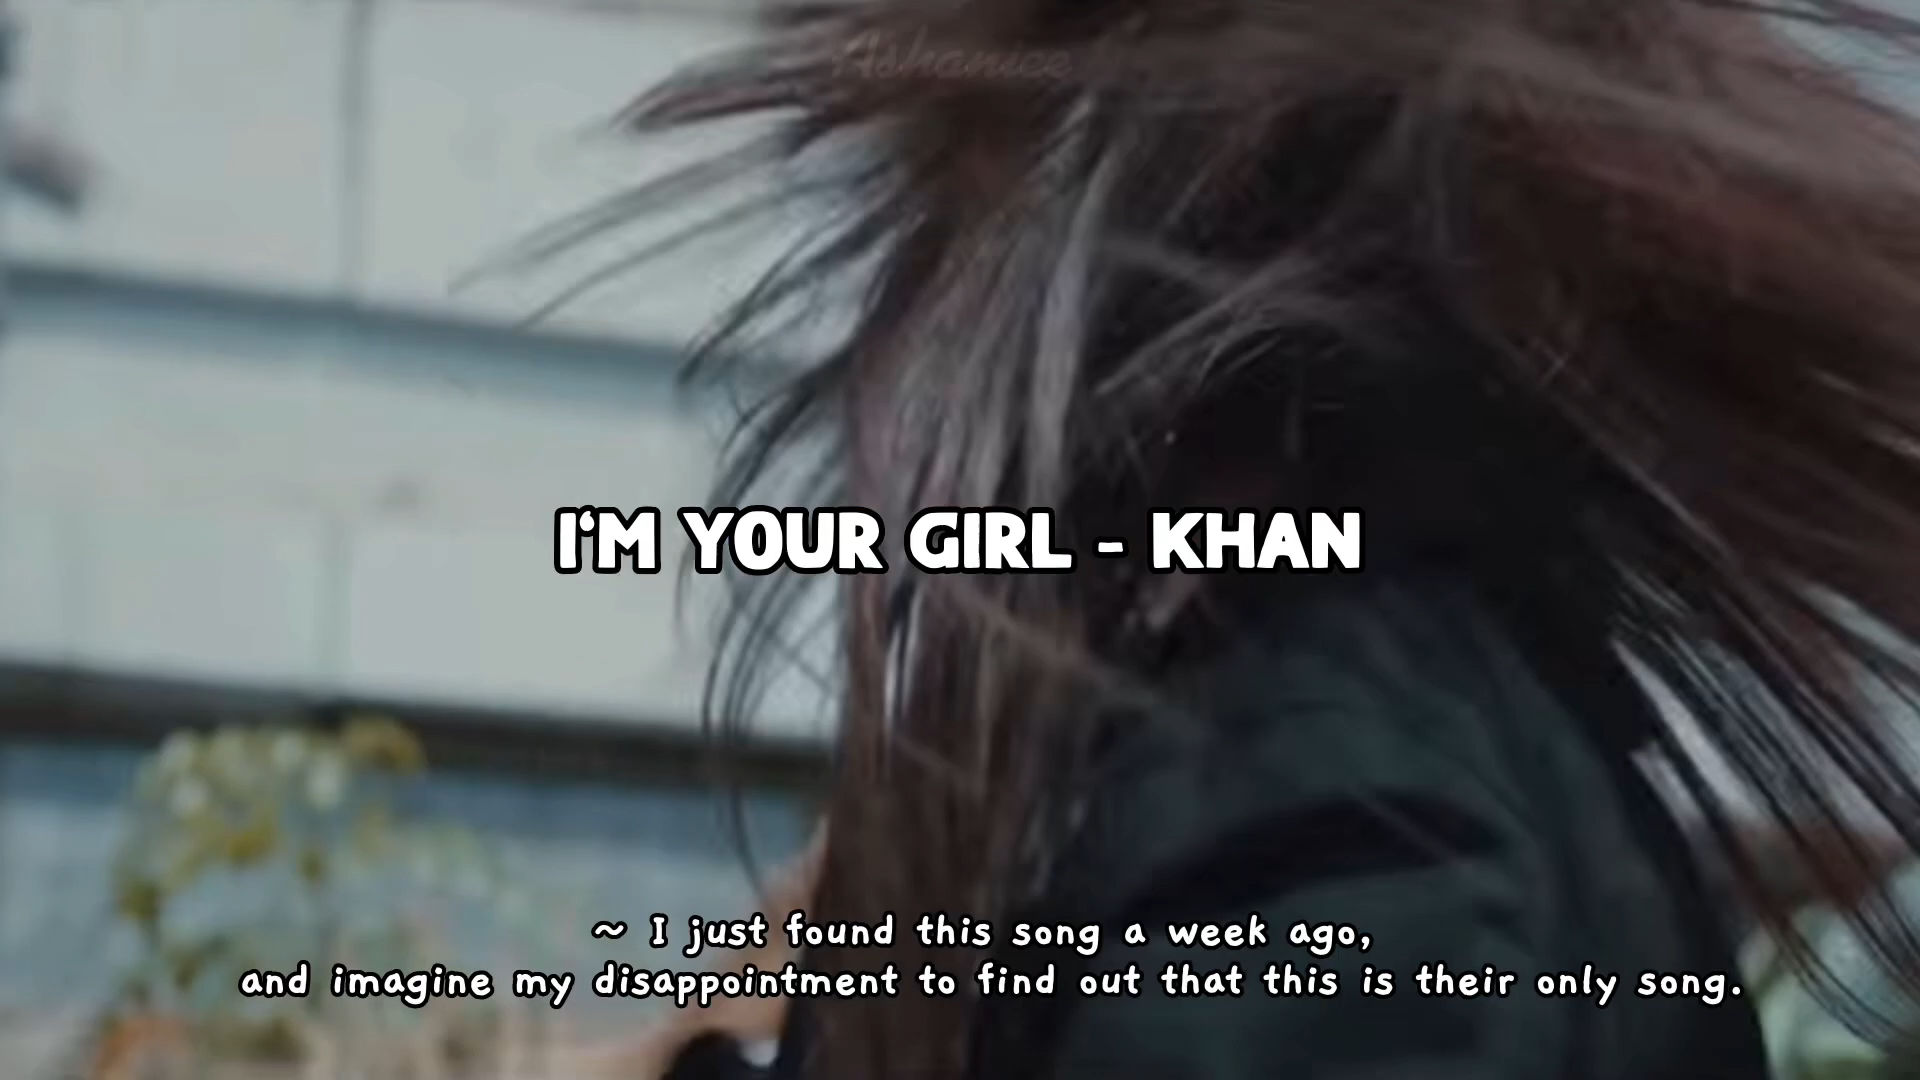 Ashaniee
I'M YOUR GIRL - KHAN
~ I just found this song a week ago,
and imagine my disappointment to find out that this is their only song.